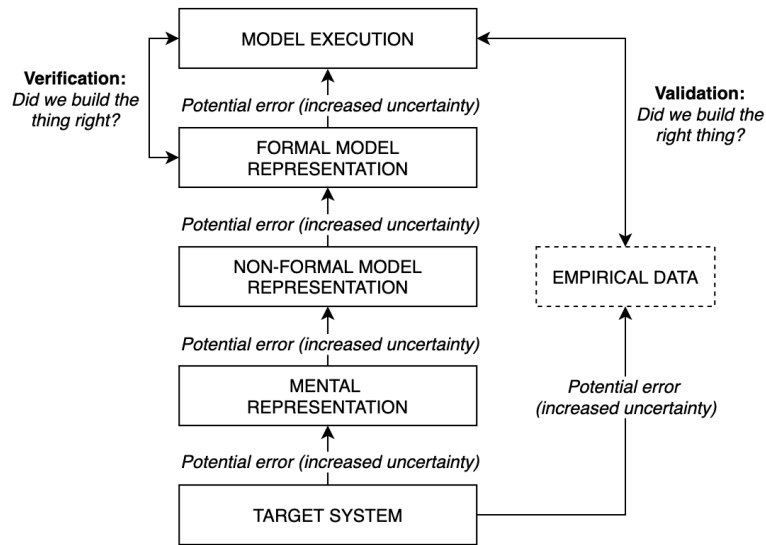 MODEL EXECUTION
Verification:
Did we build the
thing right?
Validation:
Did we build the
right thing?
Potential error (increased uncertainty)
FORMAL MODEL
REPRESENTATION
Potential error (increased uncertainty)
NON-FORMAL MODEL
REPRESENTATION
EMPIRICAL DATA
Potential error (increased uncertainty)
MENTAL
REPRESENTATION
Potential error
(increased uncertainty)
Potential error (increased uncertainty)
TARGET SYSTEM